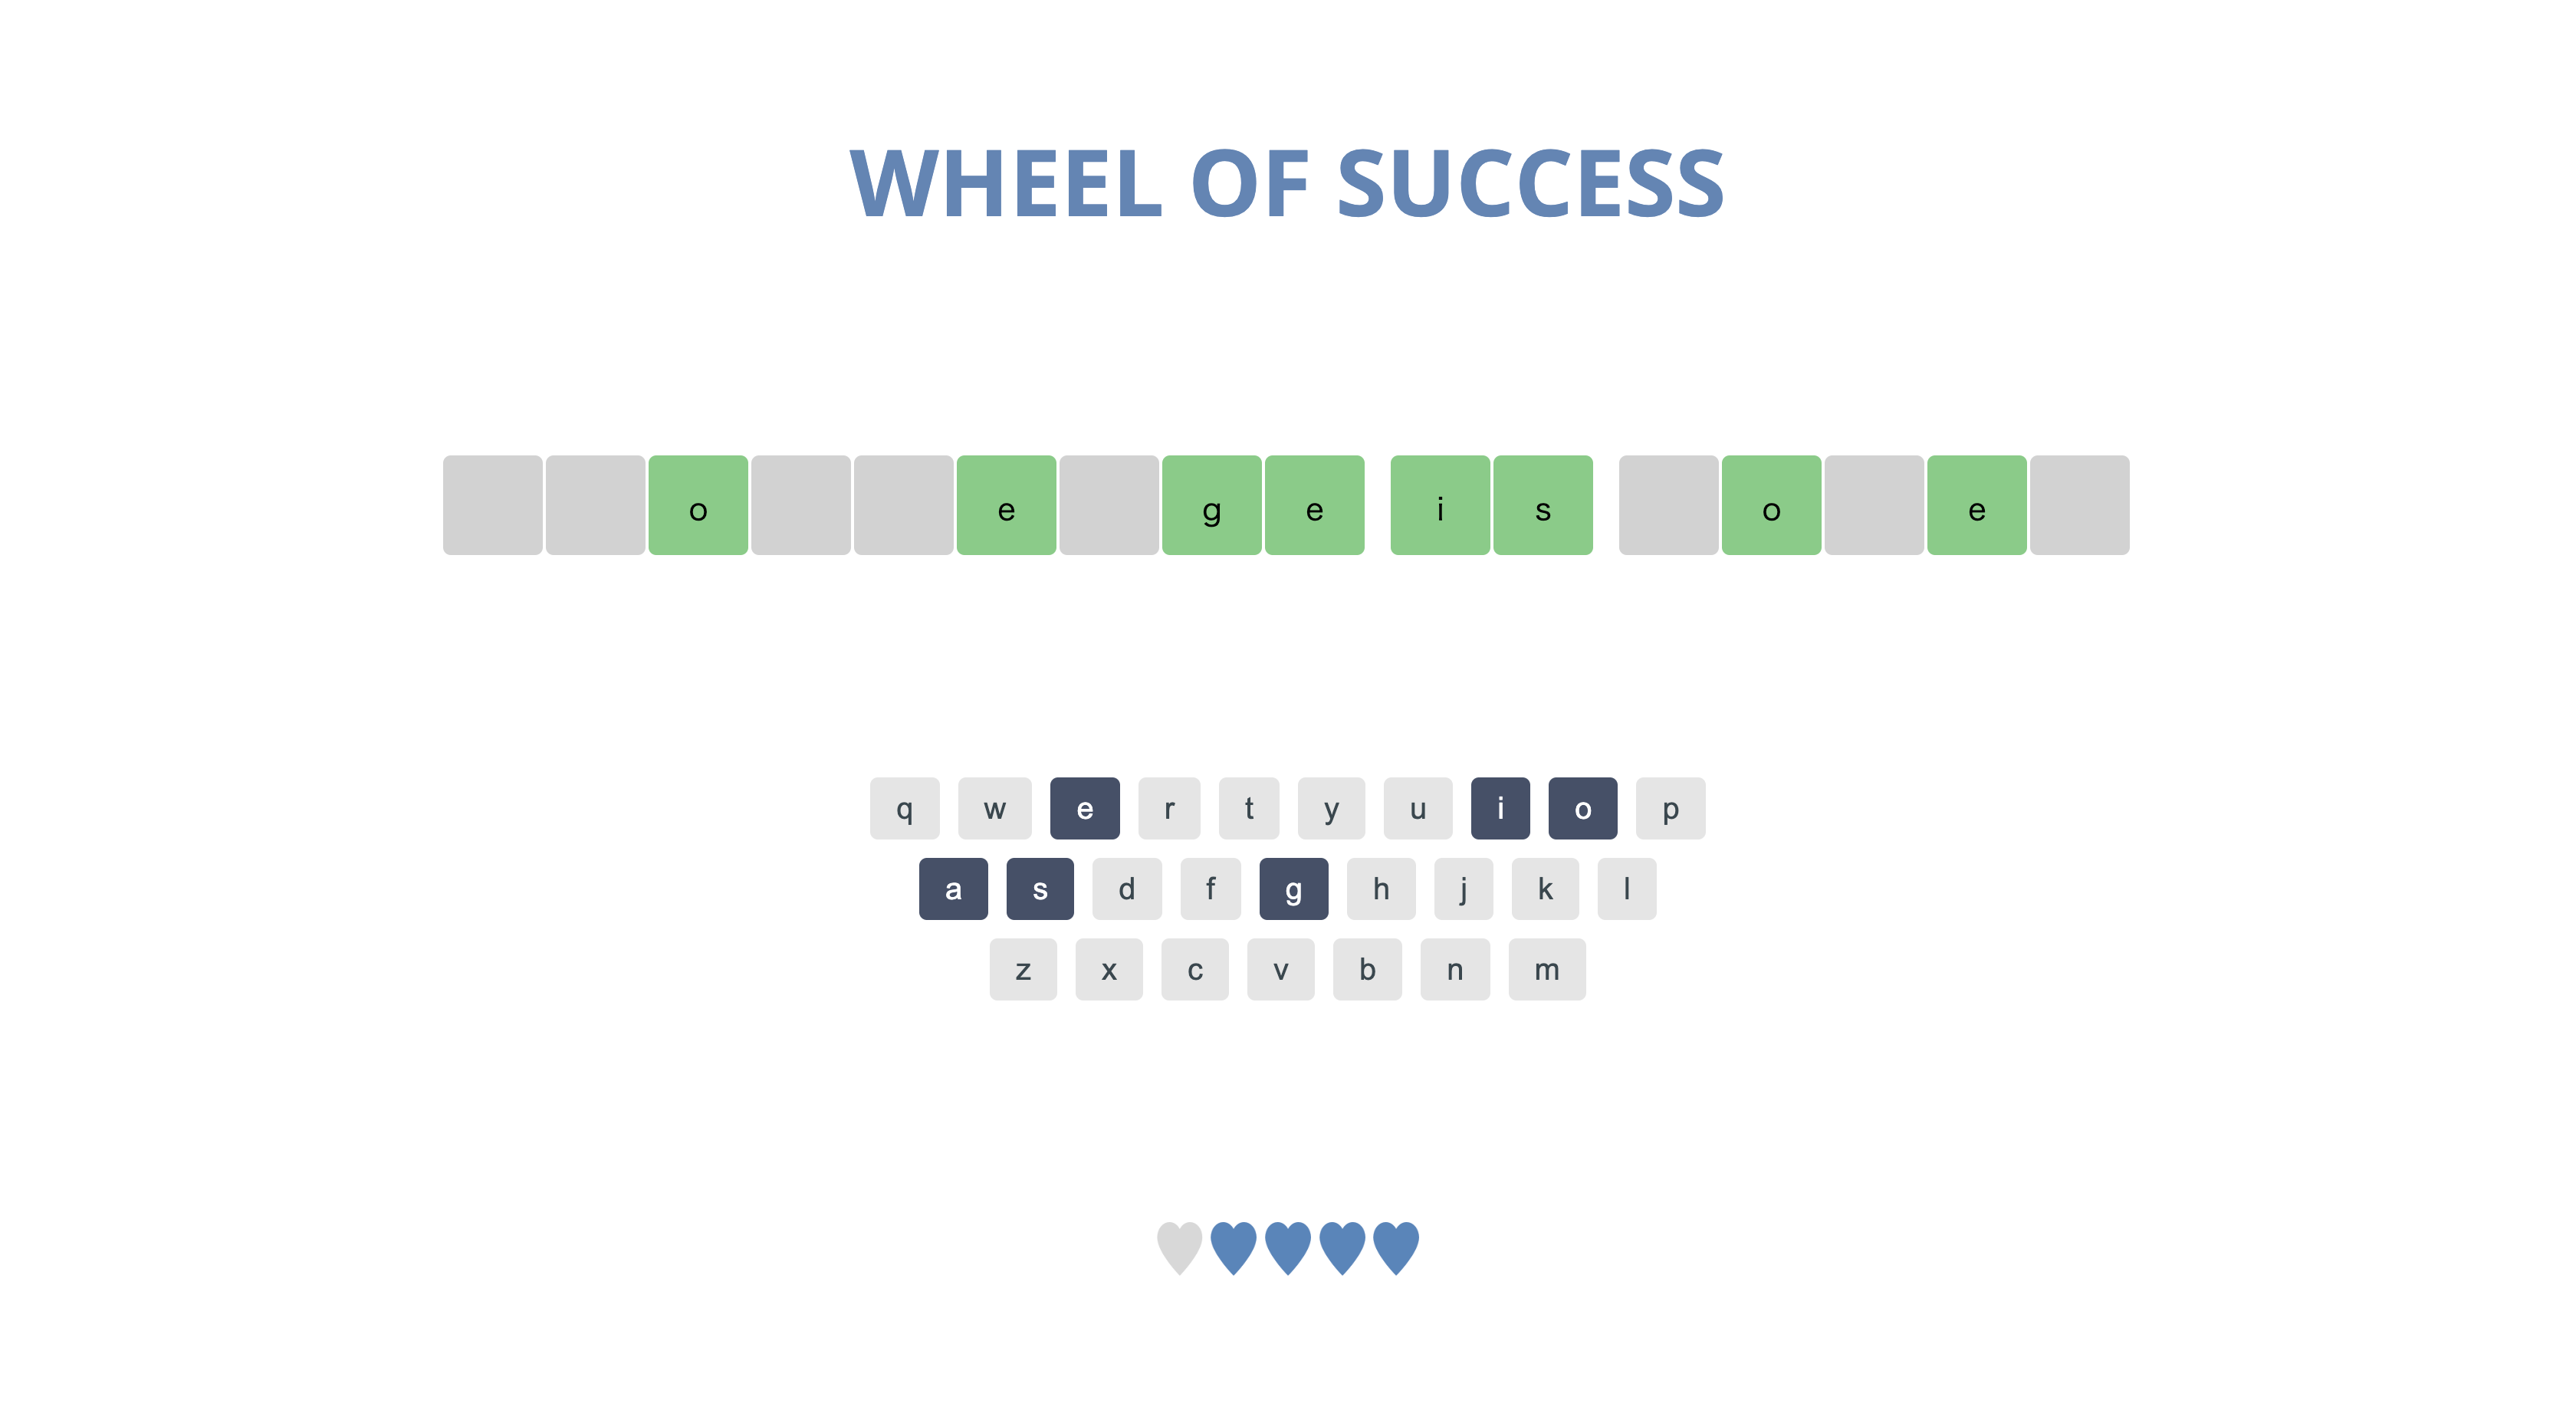 WHEEL OF SUCCESS
o e g e i s o e
q w e r t y u i o p
a s d f g h j k l
z x c v b n m